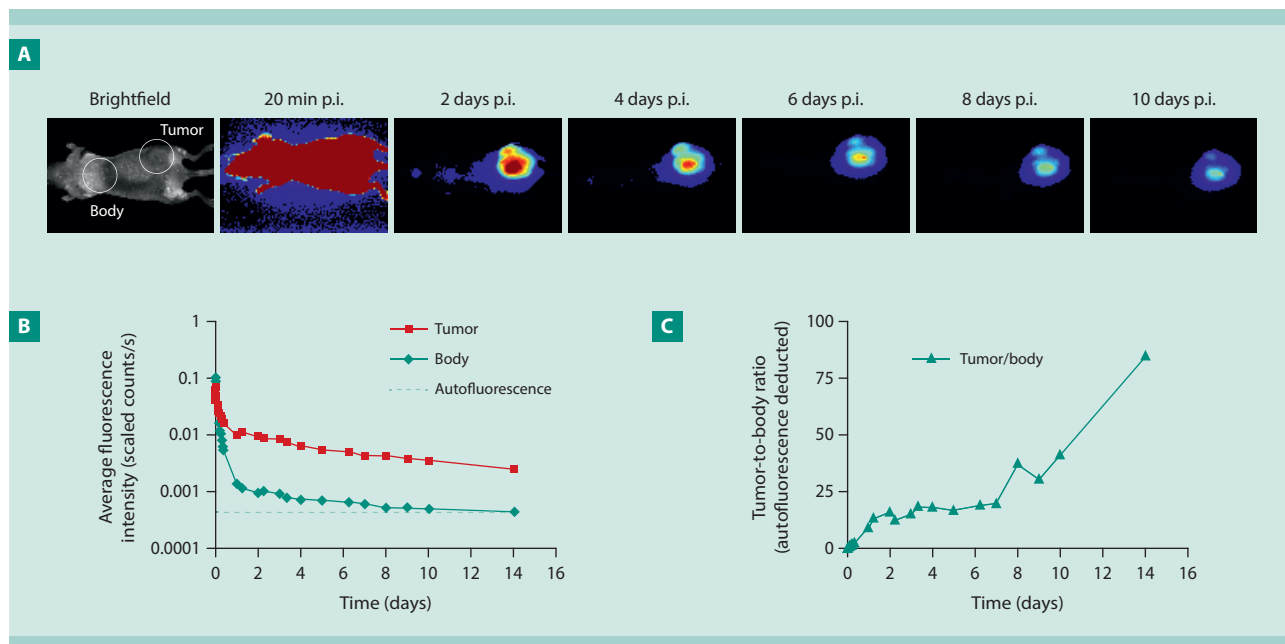 A
Brightfield
20 min p.i.
2 days p.i.
4 days p.i.
6 days p.i.
8 days p.i.
10 days p.i.
Tumor
Body
B
1
0.1
0.01
0.001
0.0001
Average fluorescence
intensity (scaled counts/s)
Tumor
Body
Autofluorescence
0 2 4 6 8 10 12 14 16
Time (days)
C
100
75
50
25
0
Tumor-to-body ratio
(autofluorescence deducted)
Tumor/body
0 2 4 6 8 10 12 14 16
Time (days)